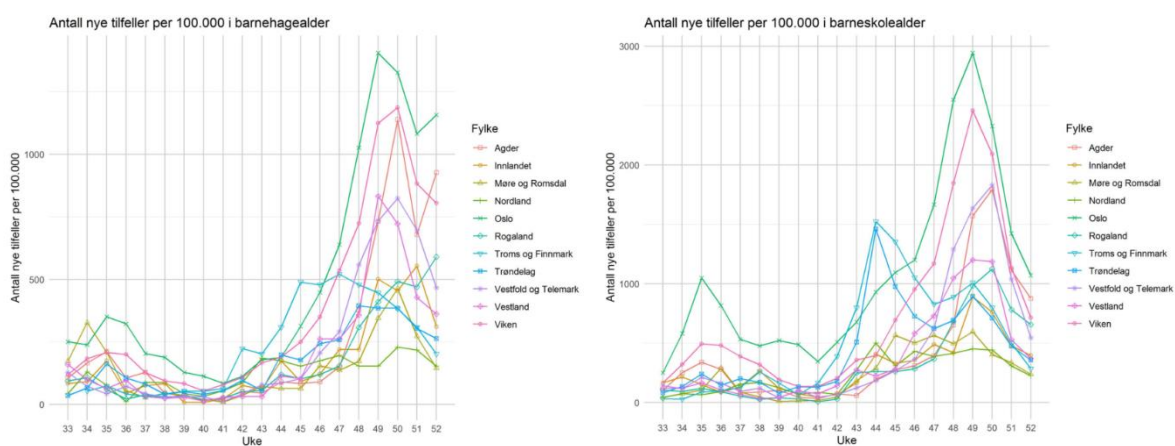 Antall nye tilfeller per 100.000 i barnehagealder
Antall nye tilfeller per 100.000
1000
500
0
33 34 35 36 37 38 39 40 41 42 43 44 45 46 47 48 49 50 51 52
Uke
Fylke
Agder
Innlandet
Møre og Romsdal
Nordland
Oslo
Rogaland
Troms og Finnmark
Trøndelag
Vestfold og Telemark
Vestland
Viken
Antall nye tilfeller per 100.000 i barneskolealder
Antall nye tilfeller per 100.000
3000
2000
1000
0
33 34 35 36 37 38 39 40 41 42 43 44 45 46 47 48 49 50 51 52
Uke
Fylke
Agder
Innlandet
Møre og Romsdal
Nordland
Oslo
Rogaland
Troms og Finnmark
Trøndelag
Vestfold og Telemark
Vestland
Viken